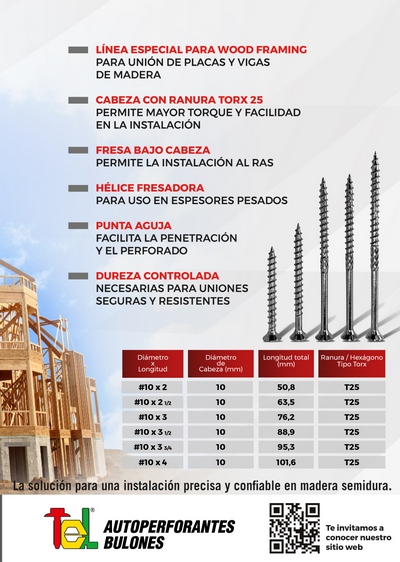 LÍNEA ESPECIAL PARA WOOD FRAMING
PARA UNIÓN DE PLACAS Y VIGAS
DE MADERA
CABEZA CON RANURA TORX 25
PERMITE MAYOR TORQUE Y FACILIDAD
EN LA INSTALACIÓN
FRESA BAJO CABEZA
PERMITE LA INSTALACIÓN AL RAS
HÉLICE FRESADORA
PARA USO EN ESPESORES PESADOS
PUNTA AGUJA
FACILITA LA PENETRACIÓN
Y EL PERFORADO
DUREZA CONTROLADA
NECESARIAS PARA UNIONES
SEGURAS Y RESISTENTES
Diámetro x Longitud | Diámetro de Cabeza (mm) | Longitud total (mm) | Ranura / Hexágono Tipo Torx
#10 x 2 | 10 | 50,8 | T25
#10 x 2 1/2 | 10 | 63,5 | T25
#10 x 3 | 10 | 76,2 | T25
#10 x 3 1/2 | 10 | 88,9 | T25
#10 x 3 3/4 | 10 | 95,3 | T25
#10 x 4 | 10 | 101,6 | T25
La solución para una instalación precisa y confiable en madera semidura.
TEL®
AUTOPERFORANTES
BULONES
Te invitamos a
conocer nuestro
sitio web